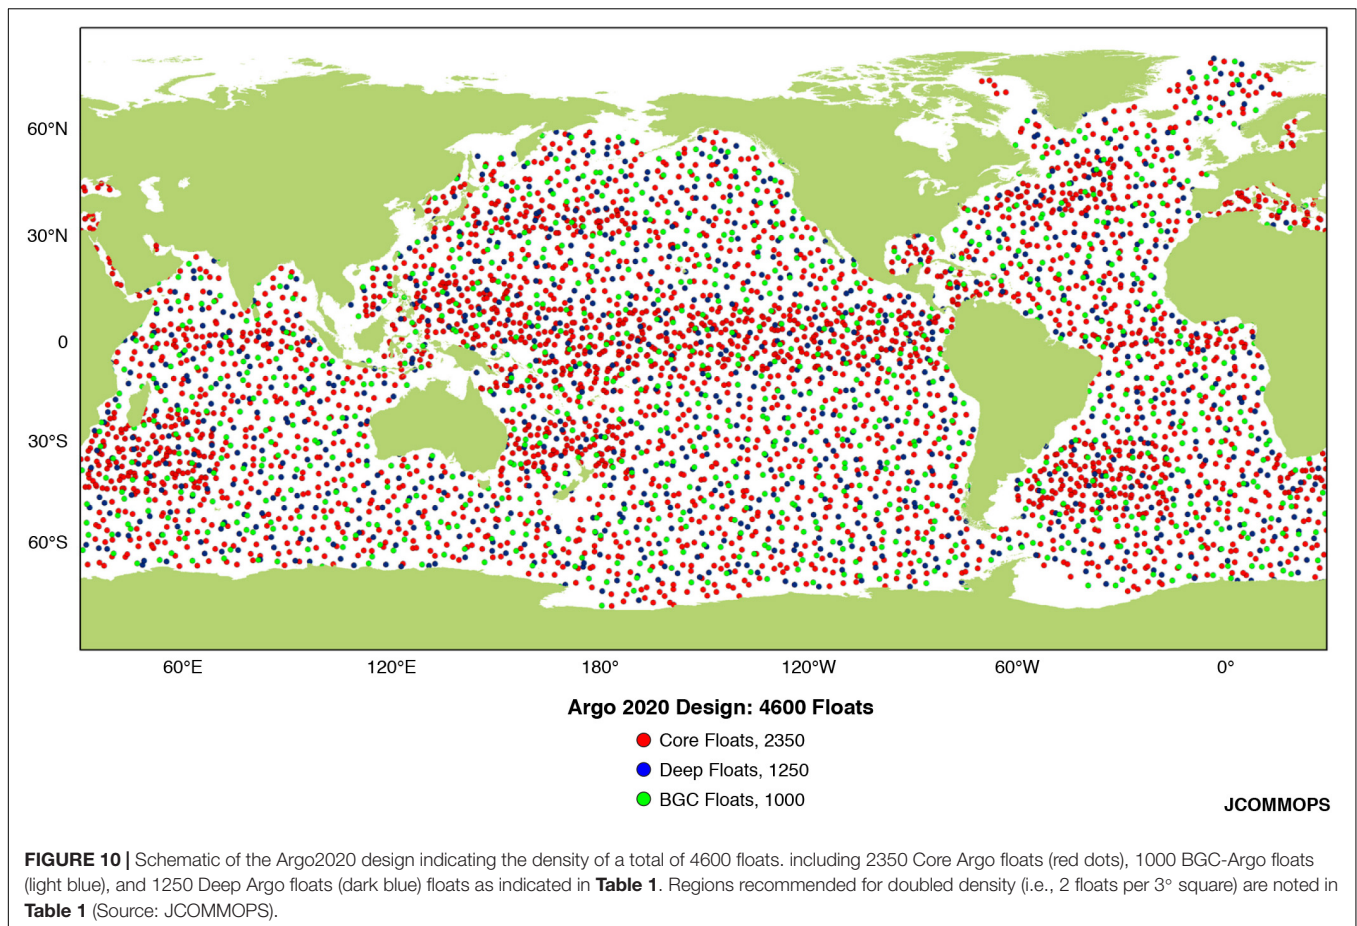 60°N
30°N
0
30°S
60°S
60°E 120°E 180° 120°W 60°W 0°
Argo 2020 Design: 4600 Floats
Core Floats, 2350
Deep Floats, 1250
BGC Floats, 1000
JCOMMOPS
FIGURE 10 | Schematic of the Argo2020 design indicating the density of a total of 4600 floats. including 2350 Core Argo floats (red dots), 1000 BGC-Argo floats
(light blue), and 1250 Deep Argo floats (dark blue) floats as indicated in Table 1. Regions recommended for doubled density (i.e., 2 floats per 3° square) are noted in
Table 1 (Source: JCOMMOPS).